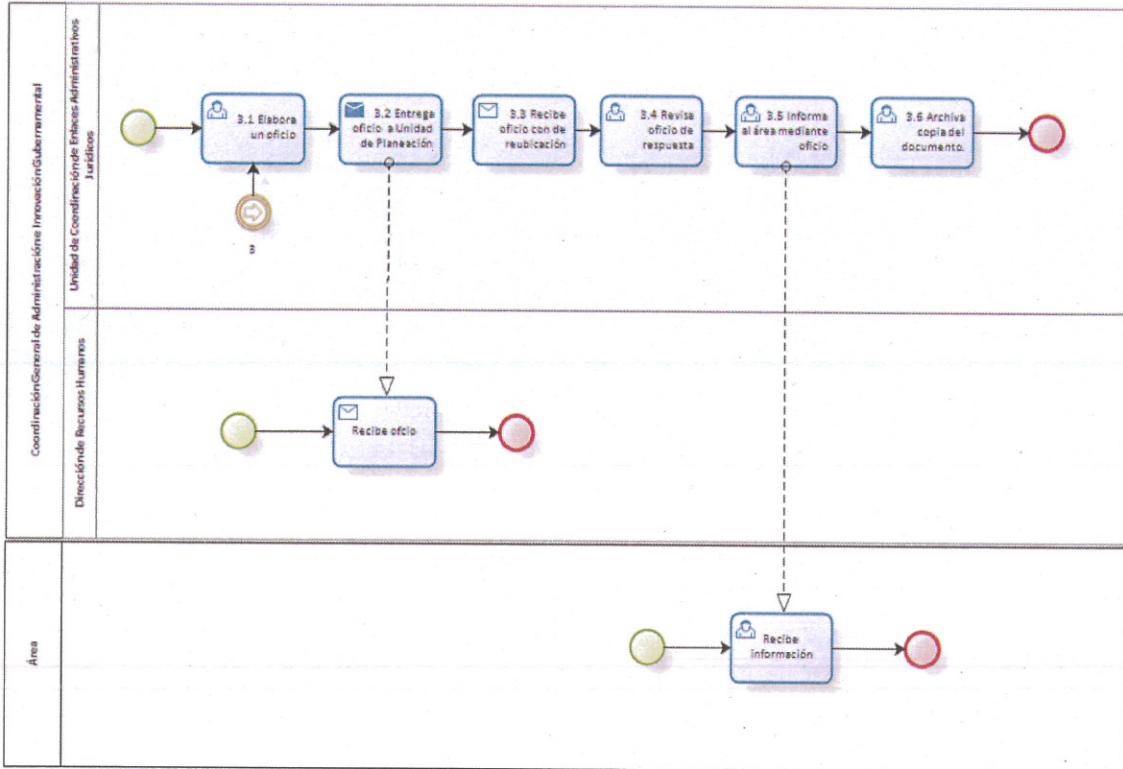 Coordinación General de Administración e Innovación Gubernamental
Unidad de Coordinación de Enlaces Administrativos
Jurídicos
3.1 Elabora
un oficio
3.2 Entrega
oficio a Unidad
de Planeación
3.3 Recibe
oficio con de
reubicación
3.4 Revisa
oficio de
respuesta
3.5 Informa
al área mediante
oficio
3.6 Archiva
copia del
documento.
3
Dirección de Recursos Humanos
Recibe ofcio
Área
Recibe
información